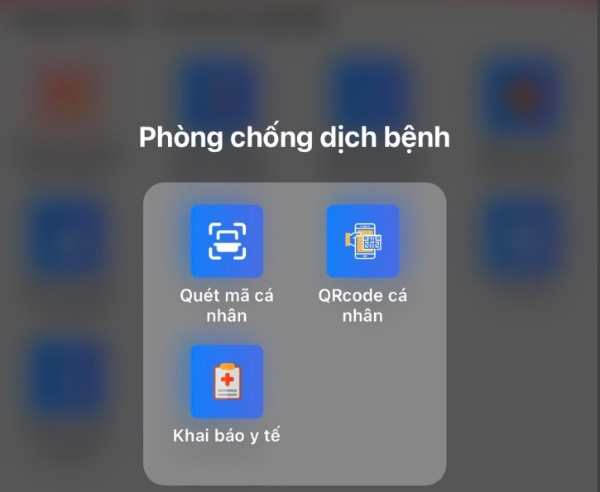 Phòng chống dịch bệnh
Quét mã cá
nhân
QRcode cá
nhân
Khai báo y tế